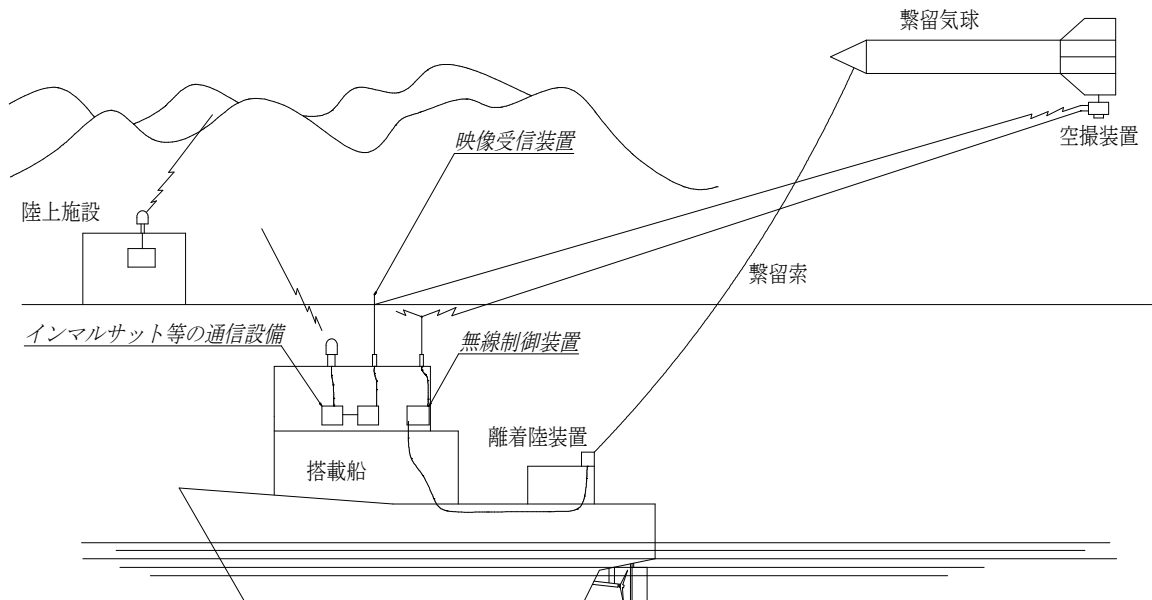 繋留気球
空撮装置
映像受信装置
陸上施設
繋留索
インマルサット等の通信設備
無線制御装置
離着陸装置
搭載船